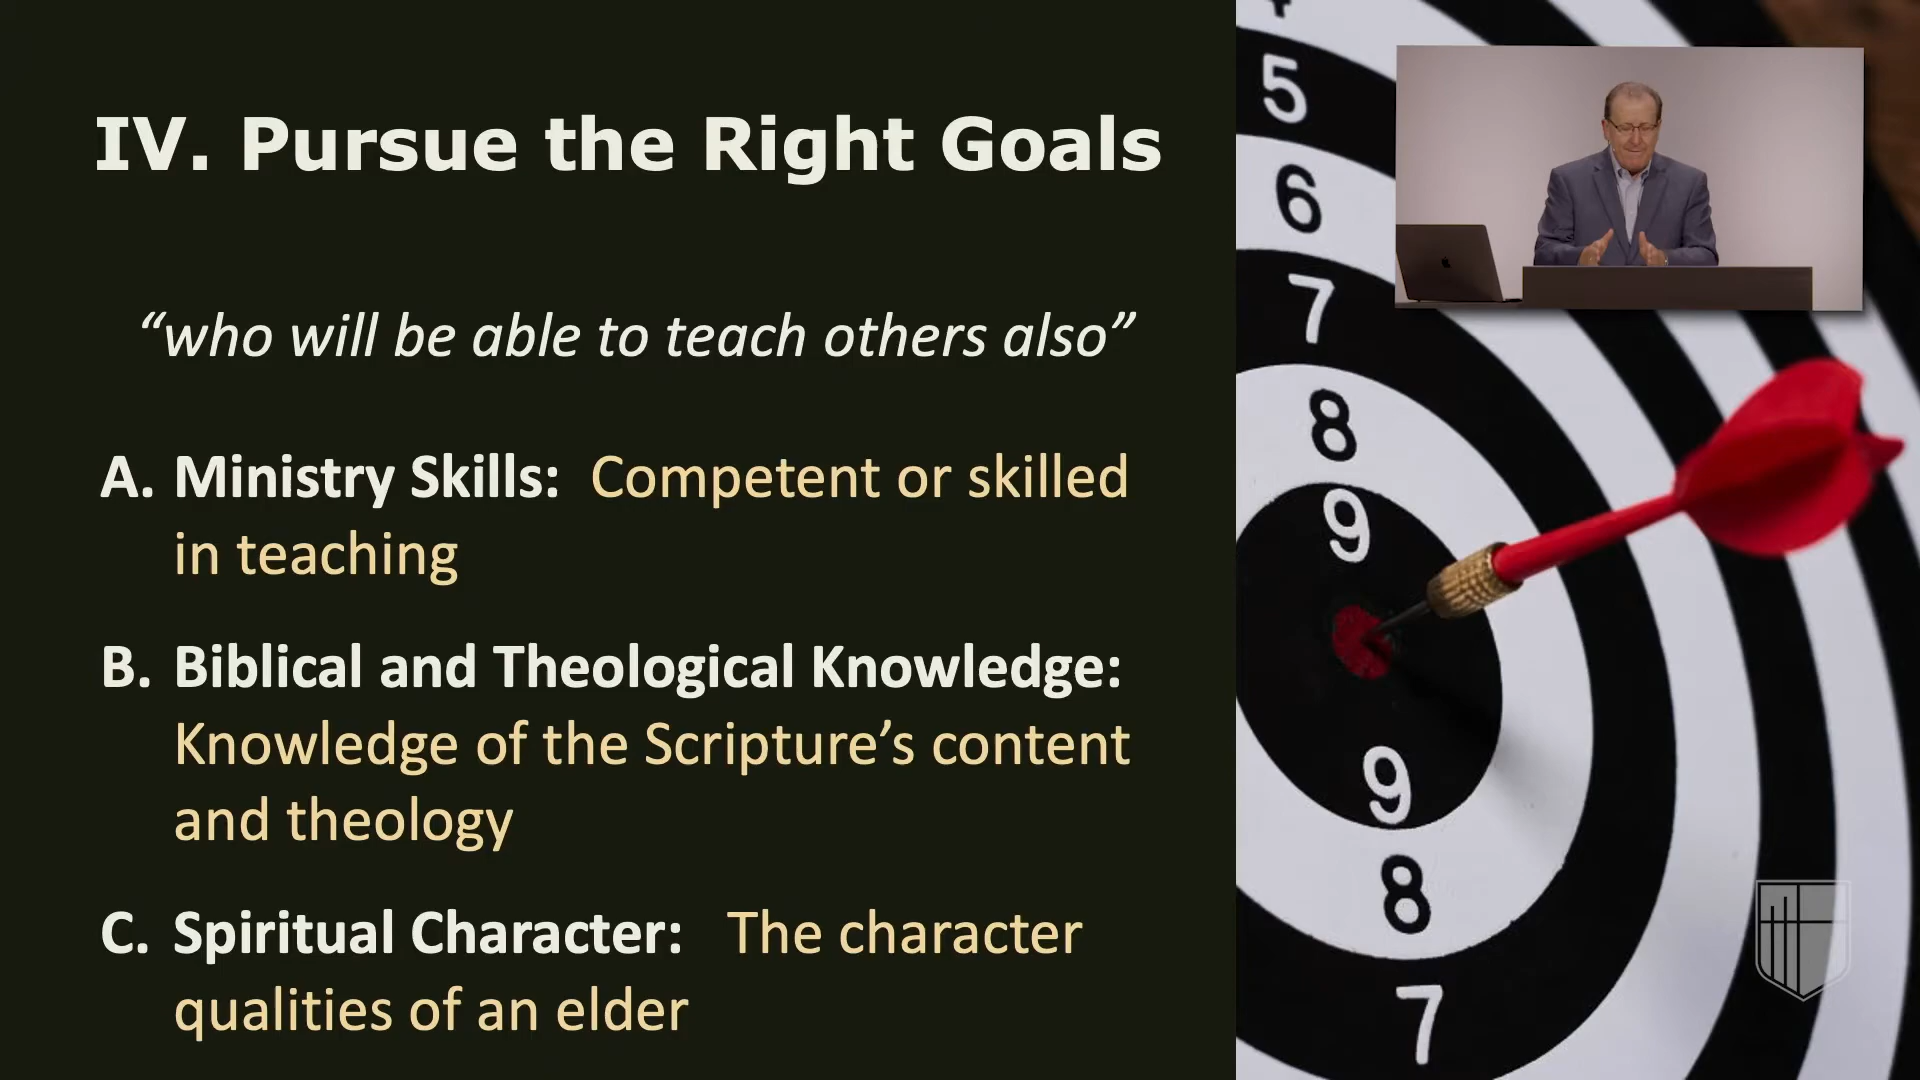 IV. Pursue the Right Goals
“who will be able to teach others also”
A. Ministry Skills: Competent or skilled
in teaching
B. Biblical and Theological Knowledge:
Knowledge of the Scripture’s content
and theology
C. Spiritual Character: The character
qualities of an elder
5
6
7
8
9
9
8
7